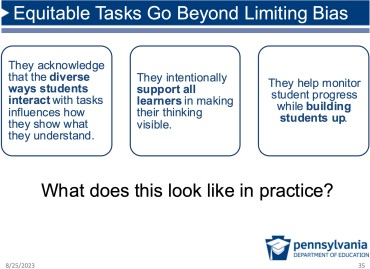 Equitable Tasks Go Beyond Limiting Bias
They acknowledge
that the diverse
ways students
interact with tasks
influences how
they show what
they understand.
They intentionally
support all
learners in making
their thinking
visible.
They help monitor
student progress
while building
students up.
What does this look like in practice?
pennsylvania
DEPARTMENT OF EDUCATION
8/25/2023
35